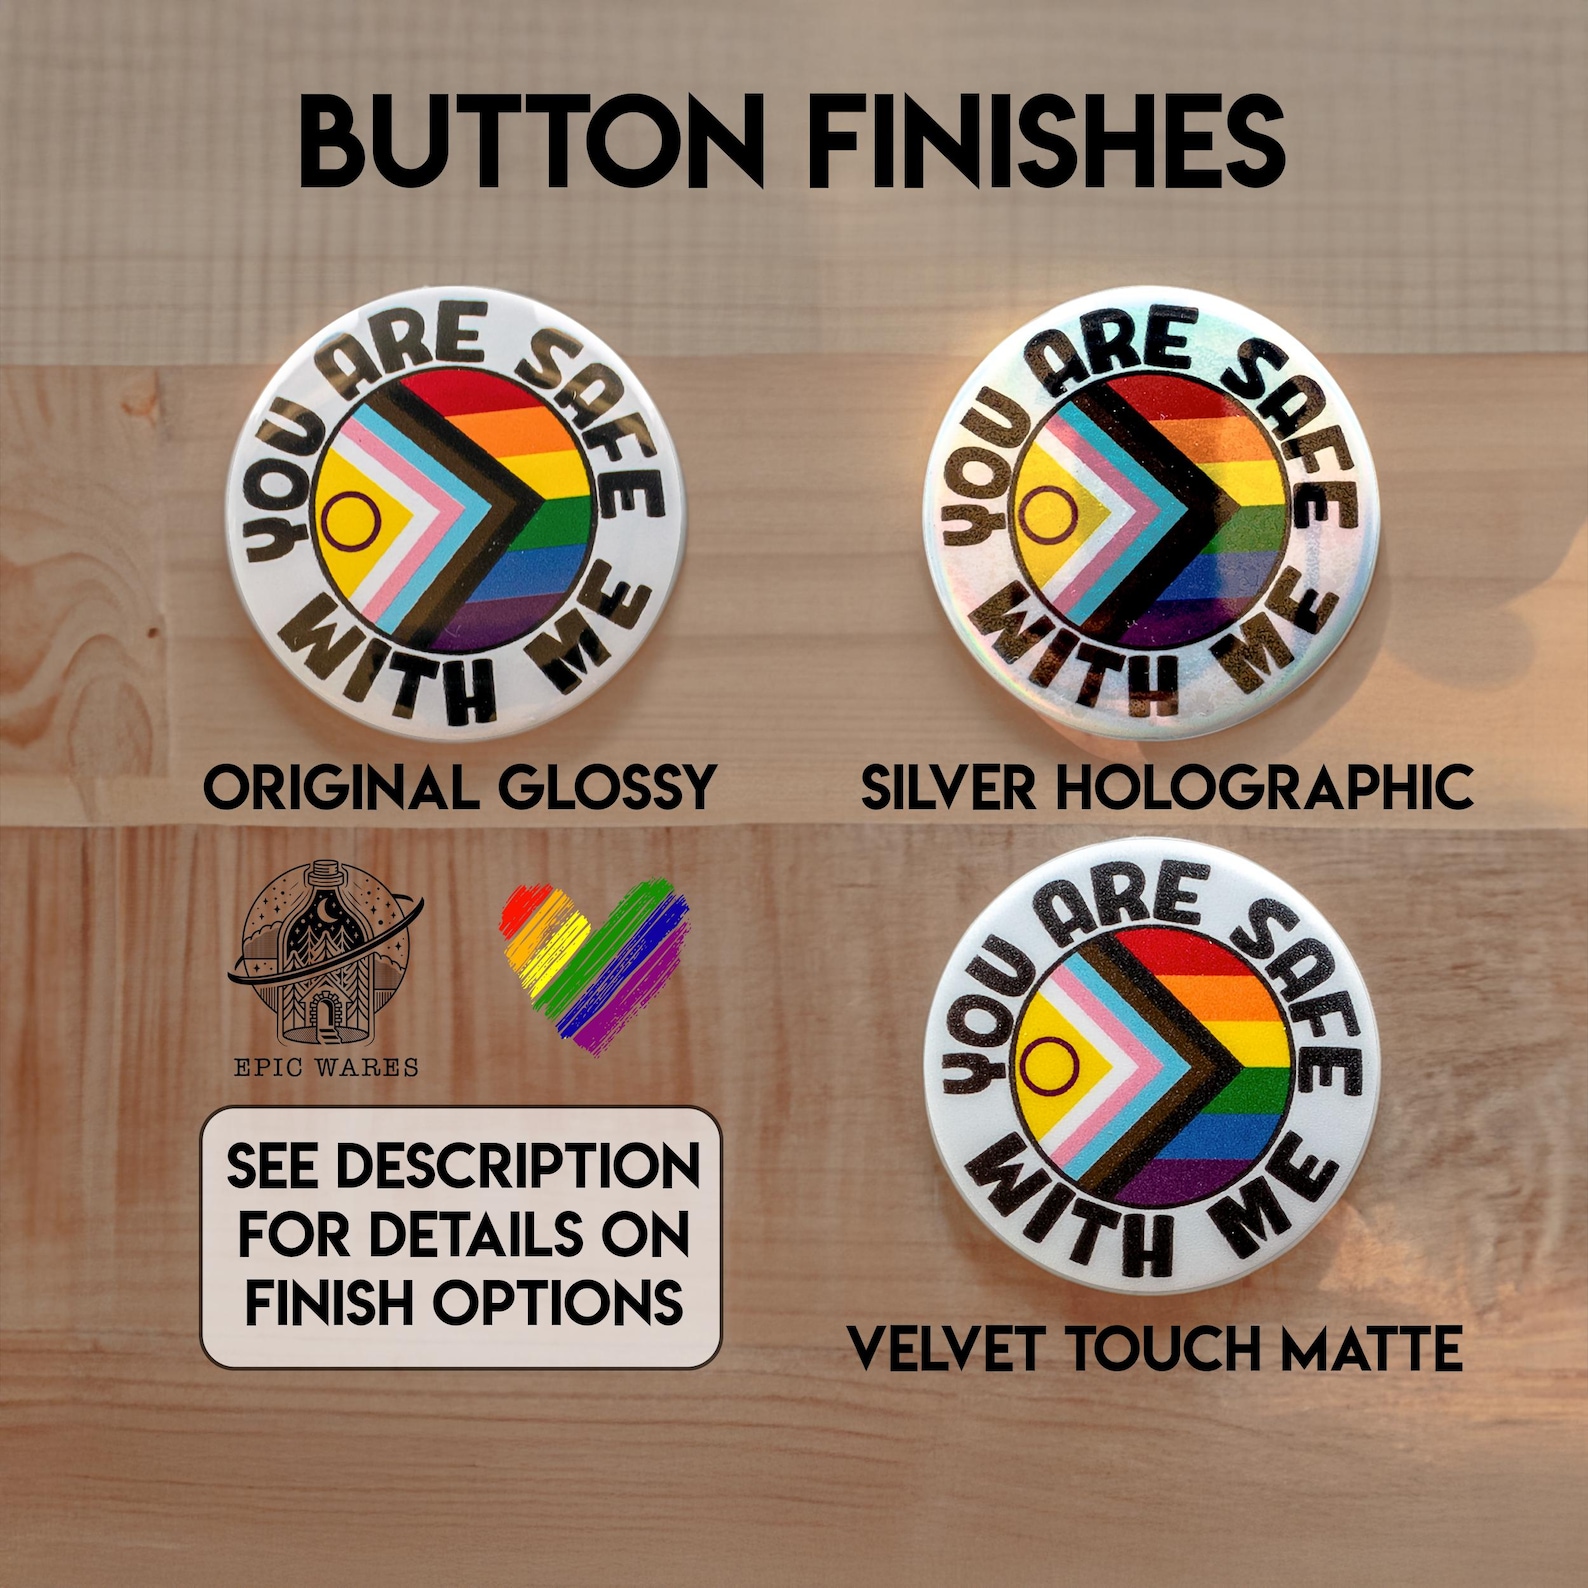 BUTTON FINISHES
YOU ARE SAFE
WITH ME
YOU ARE SAFE
WITH ME
ORIGINAL GLOSSY
SILVER HOLOGRAPHIC
EPIC WARES
YOU ARE SAFE
WITH ME
SEE DESCRIPTION
FOR DETAILS ON
FINISH OPTIONS
VELVET TOUCH MATTE